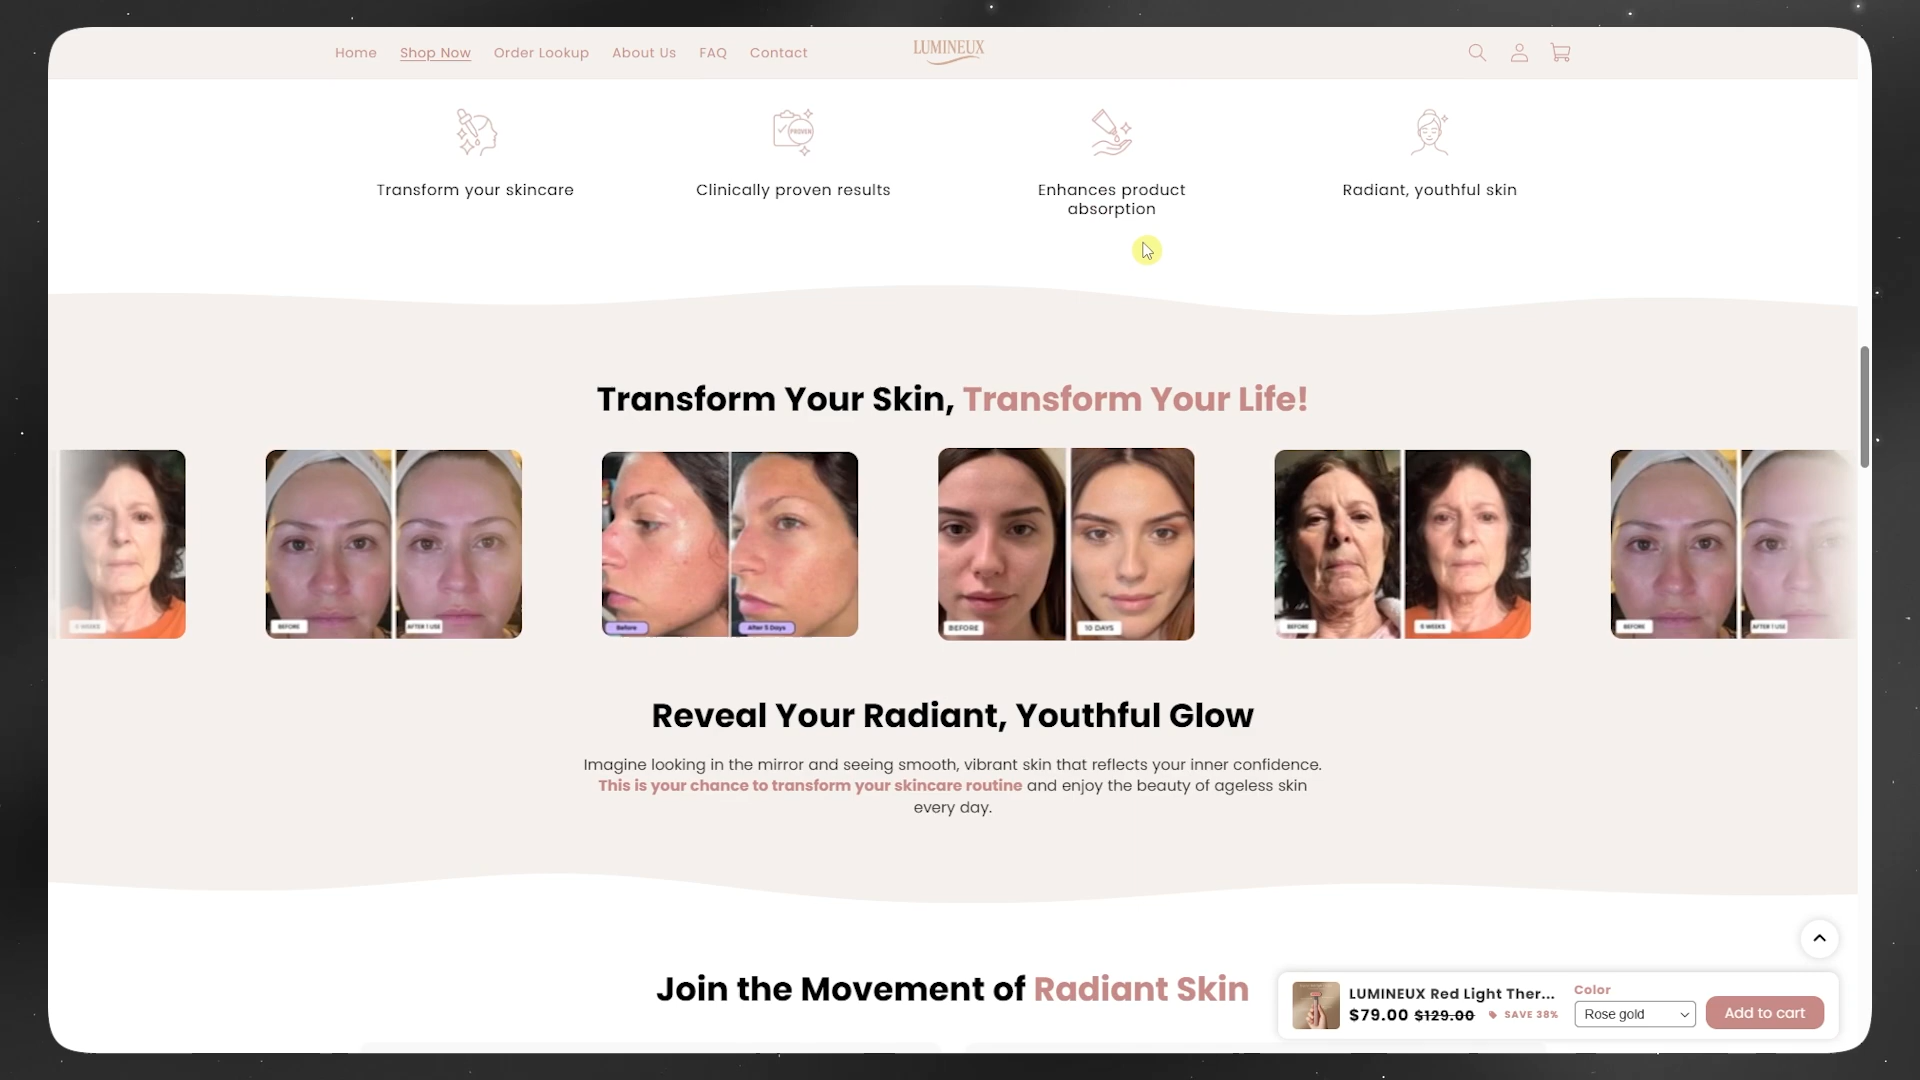 Home Shop Now Order Lookup About Us FAQ Contact
LUMINEUX
PROVEN
Transform your skincare
Clinically proven results
Enhances product
absorption
Radiant, youthful skin
Transform Your Skin, Transform Your Life!
6 WEEKS
BEFORE
AFTER 1 USE
Before
After 5 Days
BEFORE
10 DAYS
BEFORE
6 WEEKS
BEFORE
AFTER 1 USE
Reveal Your Radiant, Youthful Glow
Imagine looking in the mirror and seeing smooth, vibrant skin that reflects your inner confidence.
This is your chance to transform your skincare routine and enjoy the beauty of ageless skin
every day.
Join the Movement of Radiant Skin
LUMINEUX Red Light Ther...
$79.00 $129.00 SAVE 38%
Color
Rose gold
Add to cart